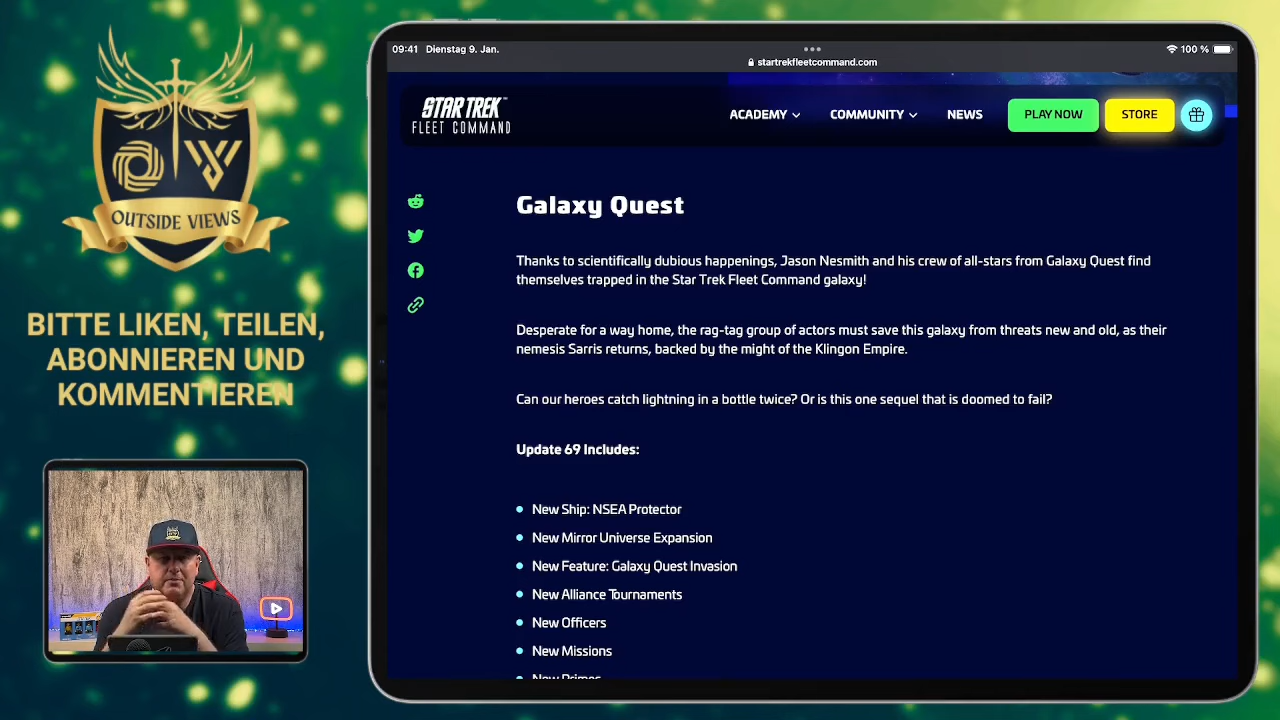 OUTSIDE VIEWS
BITTE LIKEN, TEILEN,
ABONNIEREN UND
KOMMENTIEREN
09:41 Dienstag 9. Jan.
100 %
startrekfleetcommand.com
STAR TREK™
FLEET COMMAND
ACADEMY
COMMUNITY
NEWS
PLAY NOW
STORE
Galaxy Quest
Thanks to scientifically dubious happenings, Jason Nesmith and his crew of all-stars from Galaxy Quest find
themselves trapped in the Star Trek Fleet Command galaxy!
Desperate for a way home, the rag-tag group of actors must save this galaxy from threats new and old, as their
nemesis Sarris returns, backed by the might of the Klingon Empire.
Can our heroes catch lightning in a bottle twice? Or is this one sequel that is doomed to fail?
Update 69 Includes:
New Ship: NSEA Protector
New Mirror Universe Expansion
New Feature: Galaxy Quest Invasion
New Alliance Tournaments
New Officers
New Missions
New Primes